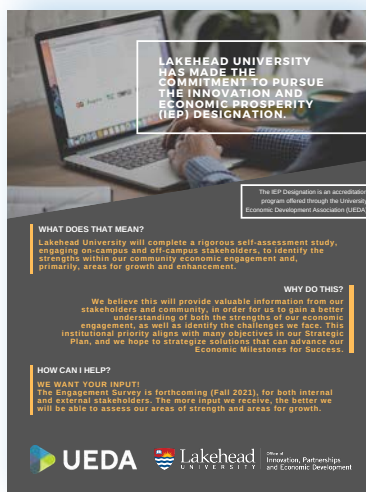 LAKEHEAD UNIVERSITY
HAS MADE THE
COMMITMENT TO PURSUE
THE INNOVATION AND
ECONOMIC PROSPERITY
(IEP) DESIGNATION.
The IEP Designation is an accreditation
program offered through the University
Economic Development Association (UEDA)
WHAT DOES THAT MEAN?
Lakehead University will complete a rigorous self-assessment study,
engaging on-campus and off-campus stakeholders, to identify the
strengths within our community economic engagement and,
primarily, areas for growth and enhancement.
WHY DO THIS?
We believe this will provide valuable information from our
stakeholders and community, in order for us to gain a better
understanding of both the strengths of our economic
engagement, as well as identify the challenges we face. This
institutional priority aligns with many objectives in our Strategic
Plan, and we hope to strategize solutions that can advance our
Economic Milestones for Success.
HOW CAN I HELP?
WE WANT YOUR INPUT!
The Engagement Survey is forthcoming (Fall 2021), for both internal
and external stakeholders. The more input we receive, the better we
will be able to assess our areas of strength and areas for growth.
UEDA
Lakehead
UNIVERSITY
Office of
Innovation, Partnerships
and Economic Development